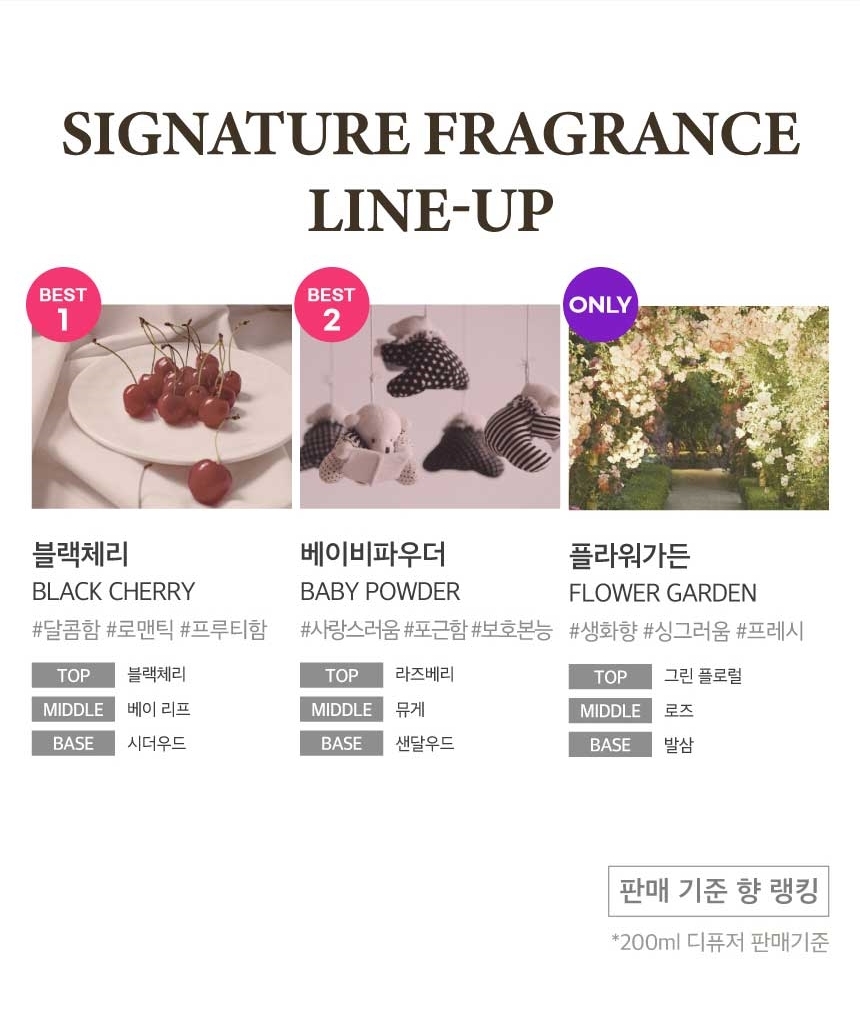 SIGNATURE FRAGRANCE
LINE-UP
BEST
1
BEST
2
ONLY
블랙체리
BLACK CHERRY
#달콤함 #로맨틱 #프루티함
TOP 블랙체리
MIDDLE 베이 리프
BASE 시더우드
베이비파우더
BABY POWDER
#사랑스러움 #포근함 #보호본능
TOP 라즈베리
MIDDLE 뮤게
BASE 샌달우드
플라워가든
FLOWER GARDEN
#생화향 #싱그러움 #프레시
TOP 그린 플로럴
MIDDLE 로즈
BASE 발삼
판매 기준 향 랭킹
*200ml 디퓨저 판매기준